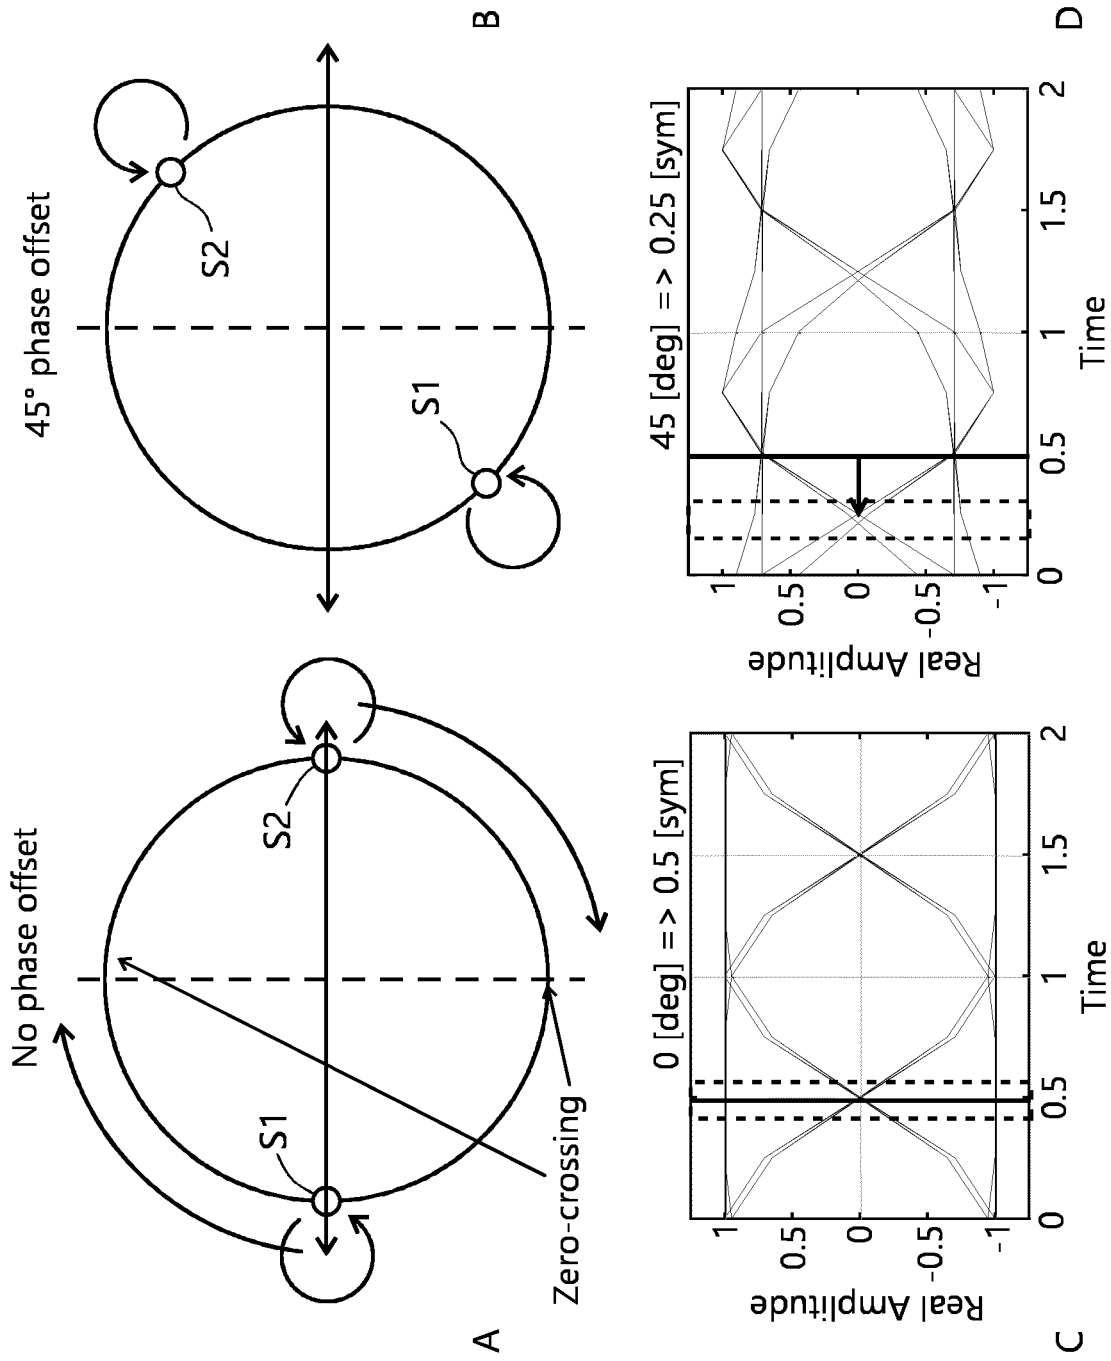 No phase offset
S1
S2
Zero-crossing
A
45° phase offset
S1
S2
B
0 [deg] => 0.5 [sym]
Real Amplitude
1
0.5
0
-0.5
-1
0
0.5
1
1.5
2
Time
C
45 [deg] => 0.25 [sym]
Real Amplitude
1
0.5
0
-0.5
-1
0
0.5
1
1.5
2
Time
D